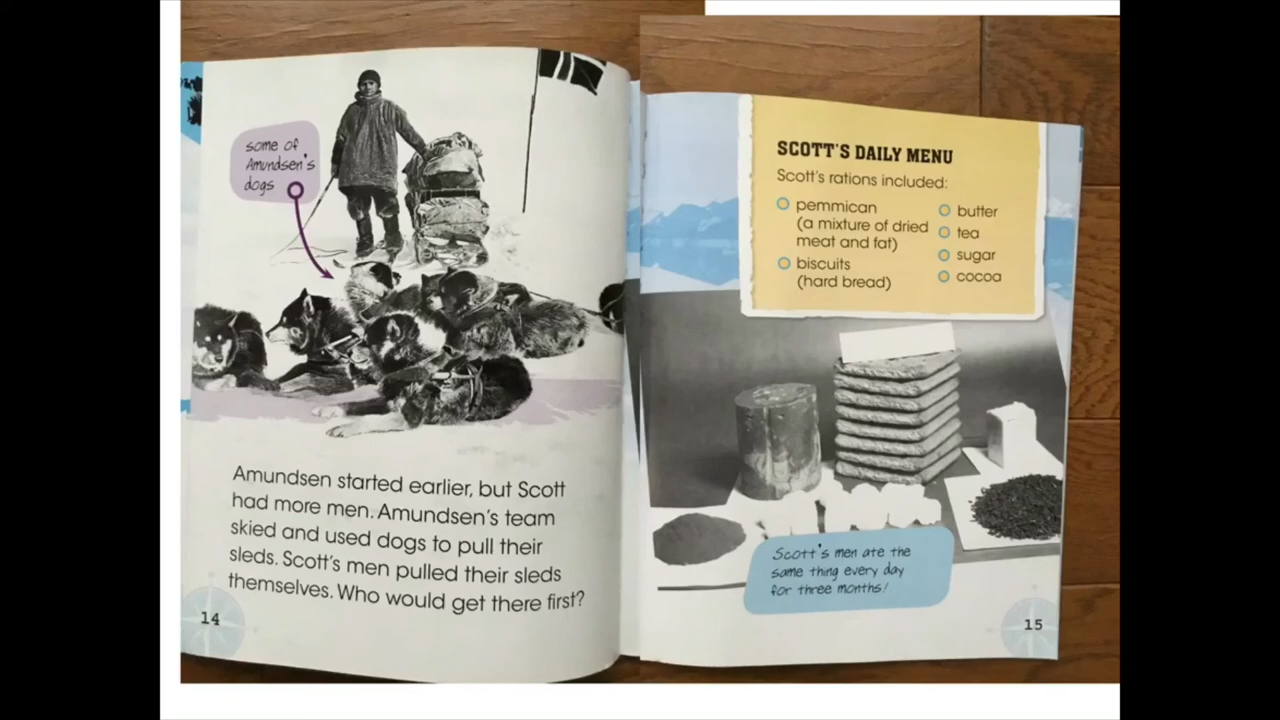 some of
Amundsen's
dogs
Amundsen started earlier, but Scott
had more men. Amundsen's team
skied and used dogs to pull their
sleds. Scott's men pulled their sleds
themselves. Who would get there first?
14
SCOTT'S DAILY MENU
Scott's rations included:
pemmican
(a mixture of dried
meat and fat)
biscuits
(hard bread)
butter
tea
sugar
cocoa
Scott's men ate the
same thing every day
for three months!
15